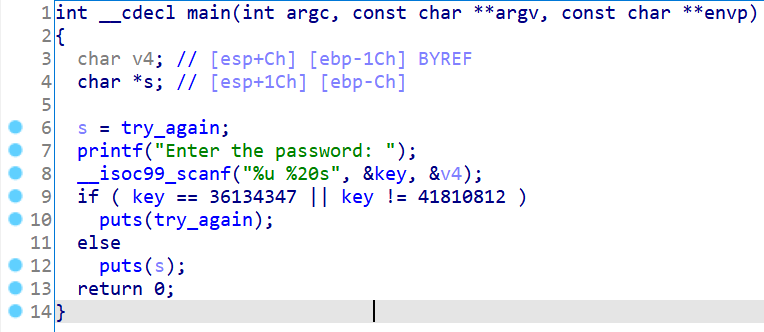 1 int __cdecl main(int argc, const char **argv, const char **envp)
2 {
3 char v4; // [esp+Ch] [ebp-1Ch] BYREF
4 char *s; // [esp+1Ch] [ebp-Ch]
5
6 s = try_again;
7 printf("Enter the password: ");
8 __isoc99_scanf("%u %20s", &key, &v4);
9 if ( key == 36134347 || key != 41810812 )
10 puts(try_again);
11 else
12 puts(s);
13 return 0;
14 }